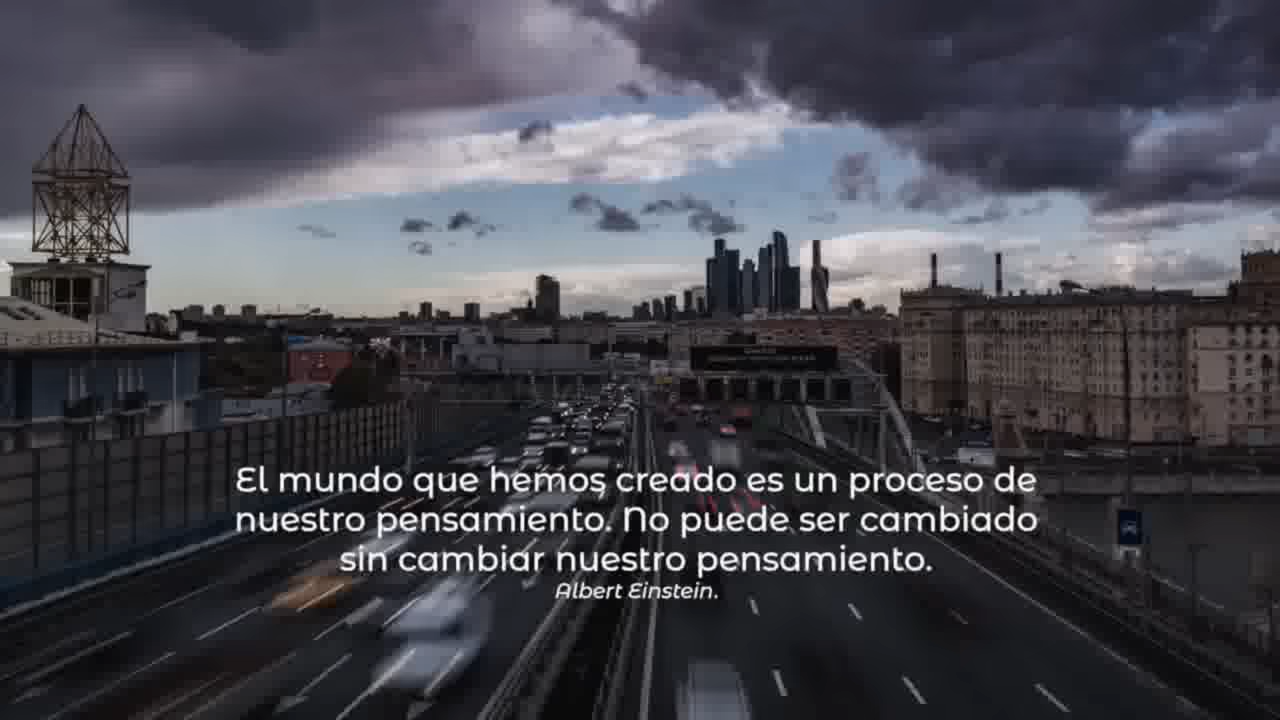 El mundo que hemos creado es un proceso de
nuestro pensamiento. No puede ser cambiado
sin cambiar nuestro pensamiento.
Albert Einstein.